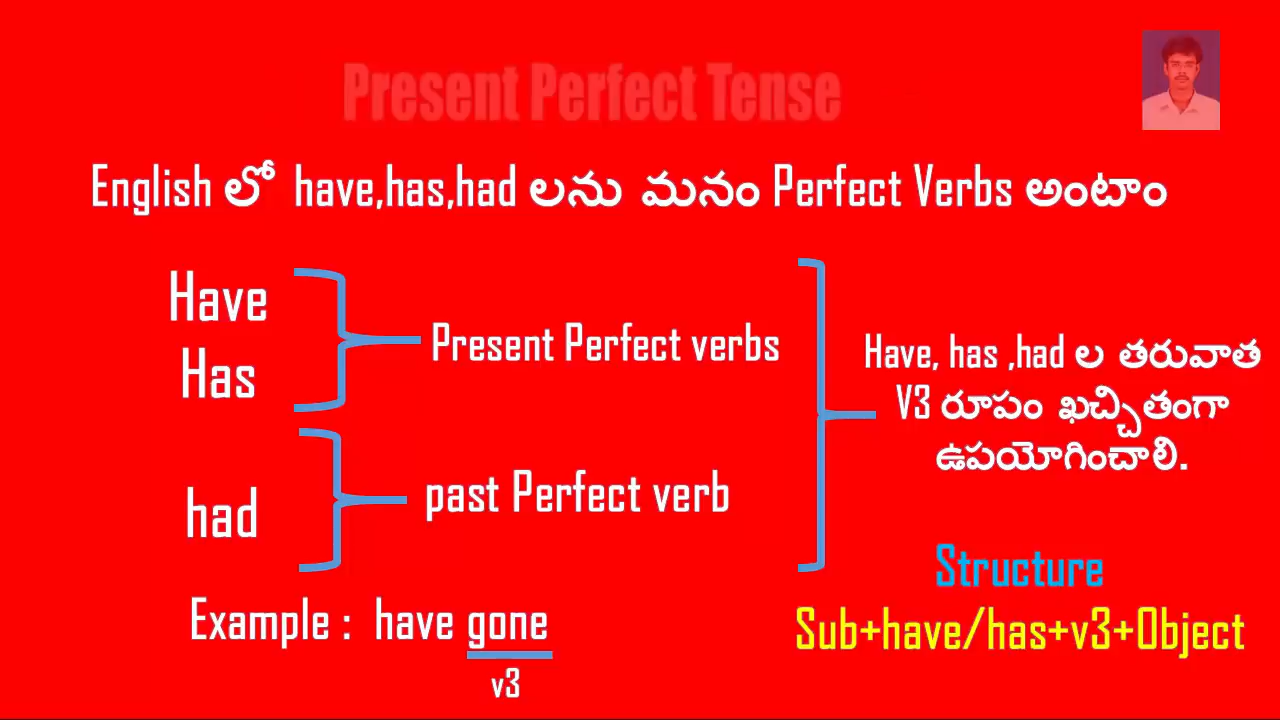 Present Perfect Tense
English లో have,has,had లను మనం Perfect Verbs అంటాం
Have
Has
Present Perfect verbs
had
past Perfect verb
Have, has ,had ల తరువాత
V3 రూపం ఖచ్చితంగా
ఉపయోగించాలి.
Structure
Sub+have/has+v3+Object
Example : have gone
v3